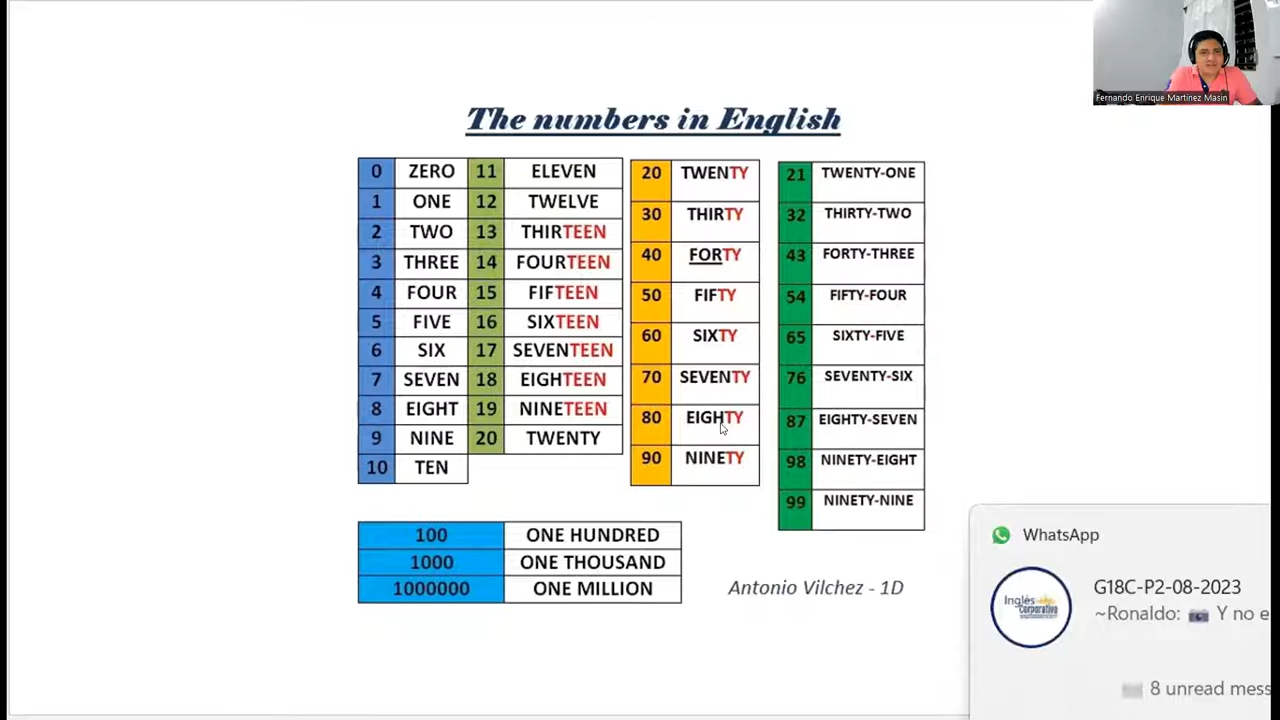 Fernando Enrique Martinez Masin
The numbers in English
0 ZERO 11 ELEVEN
1 ONE 12 TWELVE
2 TWO 13 THIRTEEN
3 THREE 14 FOURTEEN
4 FOUR 15 FIFTEEN
5 FIVE 16 SIXTEEN
6 SIX 17 SEVENTEEN
7 SEVEN 18 EIGHTEEN
8 EIGHT 19 NINETEEN
9 NINE 20 TWENTY
10 TEN
20 TWENTY
30 THIRTY
40 FORTY
50 FIFTY
60 SIXTY
70 SEVENTY
80 EIGHTY
90 NINETY
21 TWENTY-ONE
32 THIRTY-TWO
43 FORTY-THREE
54 FIFTY-FOUR
65 SIXTY-FIVE
76 SEVENTY-SIX
87 EIGHTY-SEVEN
98 NINETY-EIGHT
99 NINETY-NINE
100 ONE HUNDRED
1000 ONE THOUSAND
1000000 ONE MILLION
Antonio Vilchez - 1D
WhatsApp
G18C-P2-08-2023
~Ronaldo: 📷 Y no e
Inglés
Corporativo
8 unread mess